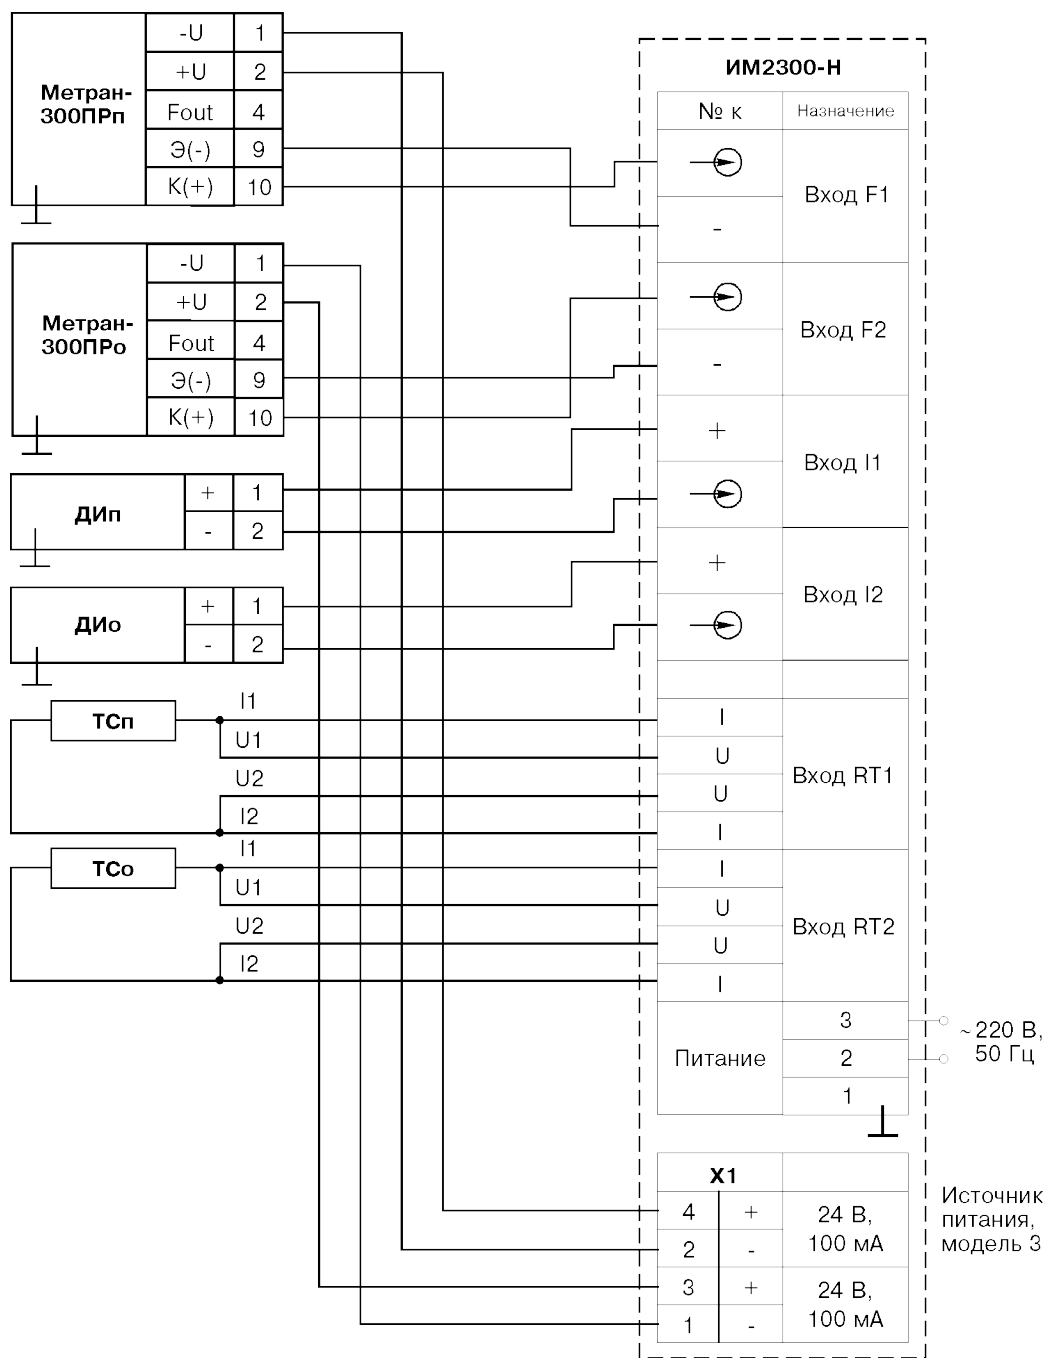 Метран-
300ПРп
-U 1
+U 2
Fout 4
Э(-) 9
К(+) 10
Метран-
300ПРо
-U 1
+U 2
Fout 4
Э(-) 9
К(+) 10
ДИп
+ 1
- 2
ДИо
+ 1
- 2
ТСп
I1
U1
U2
I2
ТСо
I1
U1
U2
I2
ИМ2300-Н
№ к Назначение
Вход F1
-
Вход F2
-
+
Вход I1
+
Вход I2
I
U
Вход RT1
U
I
I
U
Вход RT2
U
I
Питание
3
2
1
~220 В,
50 Гц
X1
4 +
2 -
24 В,
100 мА
3 +
1 -
24 В,
100 мА
Источник
питания,
модель 3